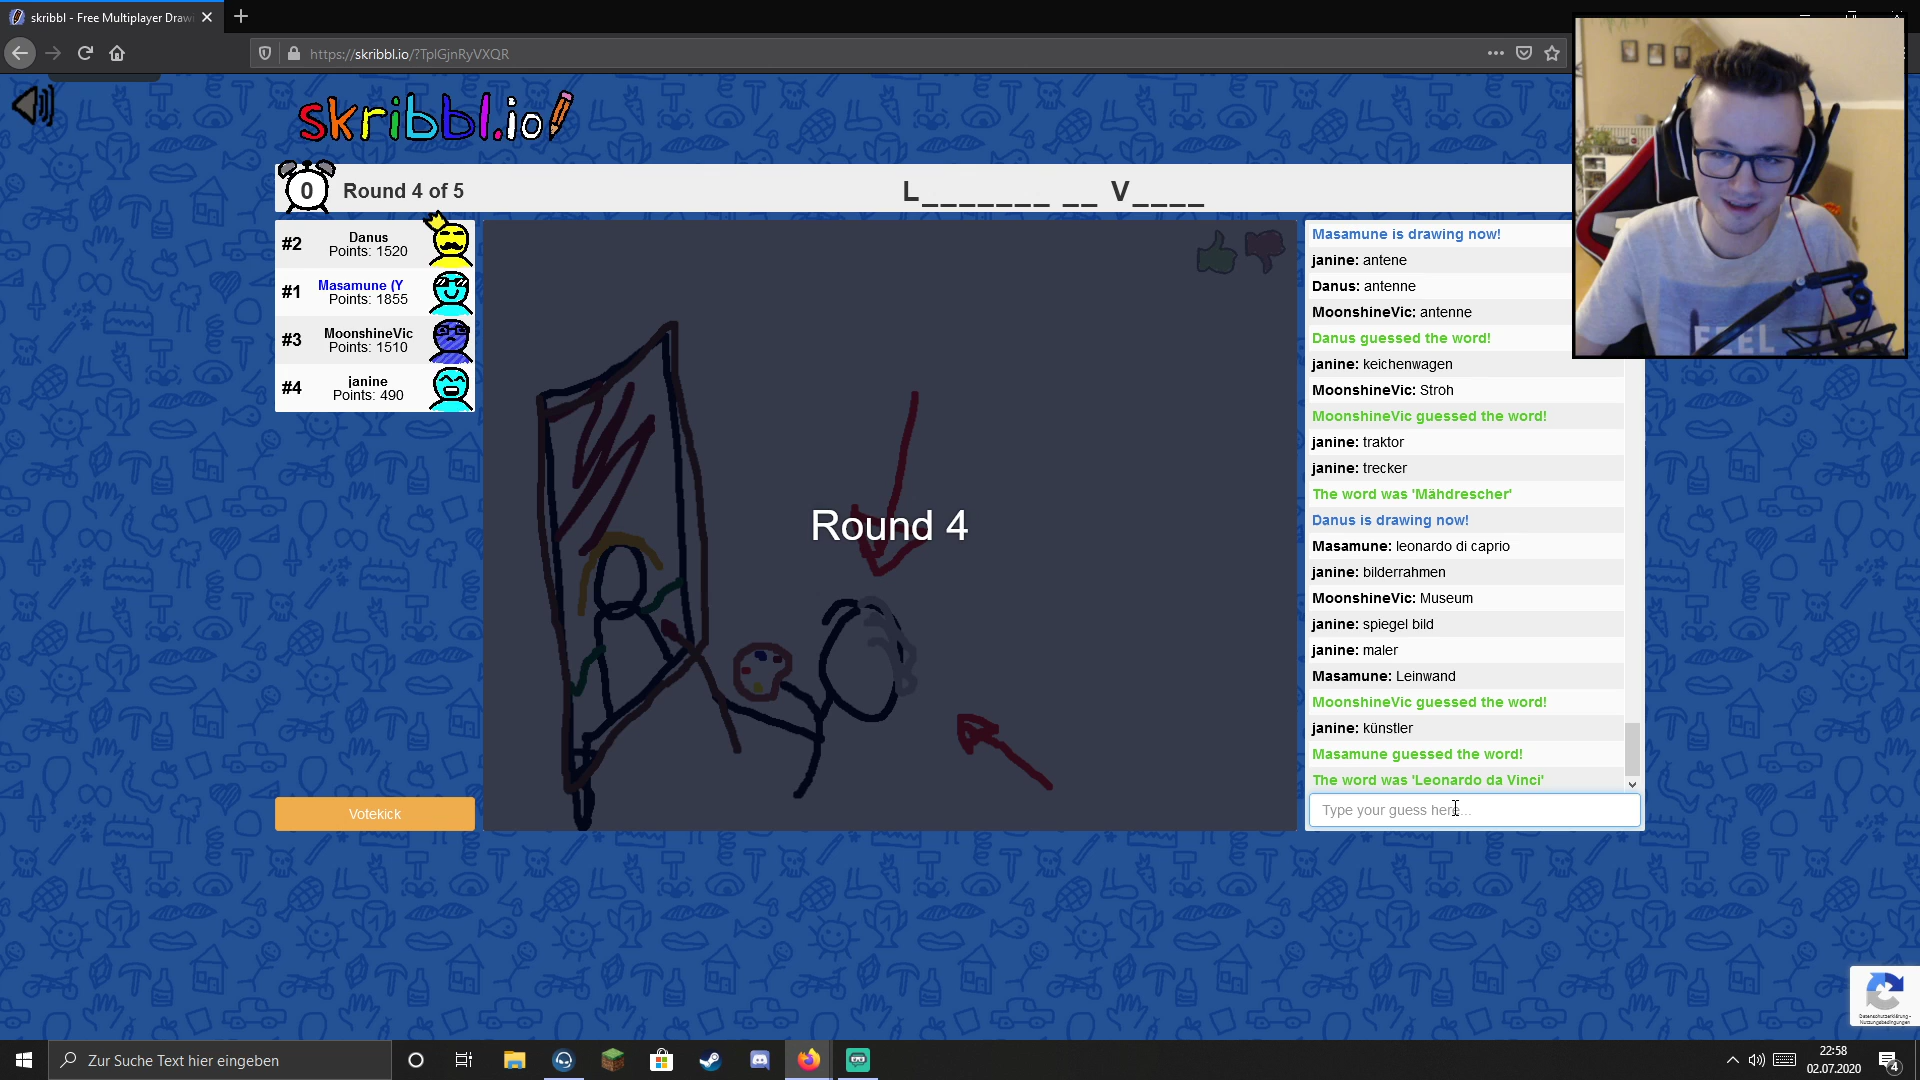 skribbl - Free Multiplayer Draw
https://skribbl.io/?TplGjnRyVXQR
skribbl.io
0
Round 4 of 5
L_______ __ V____
#2
Danus
Points: 1520
#1
Masamune (Y
Points: 1855
#3
MoonshineVic
Points: 1510
#4
janine
Points: 490
Votekick
Round 4
Masamune is drawing now!
janine: antene
Danus: antenne
MoonshineVic: antenne
Danus guessed the word!
janine: keichenwagen
MoonshineVic: Stroh
MoonshineVic guessed the word!
janine: traktor
janine: trecker
The word was 'Mähdrescher'
Danus is drawing now!
Masamune: leonardo di caprio
janine: bilderrahmen
MoonshineVic: Museum
janine: spiegel bild
janine: maler
Masamune: Leinwand
MoonshineVic guessed the word!
janine: künstler
Masamune guessed the word!
The word was 'Leonardo da Vinci'
Type your guess here...
Datenschutzerklärung -
Nutzungsbedingungen
Zur Suche Text hier eingeben
22:58
02.07.2020
4